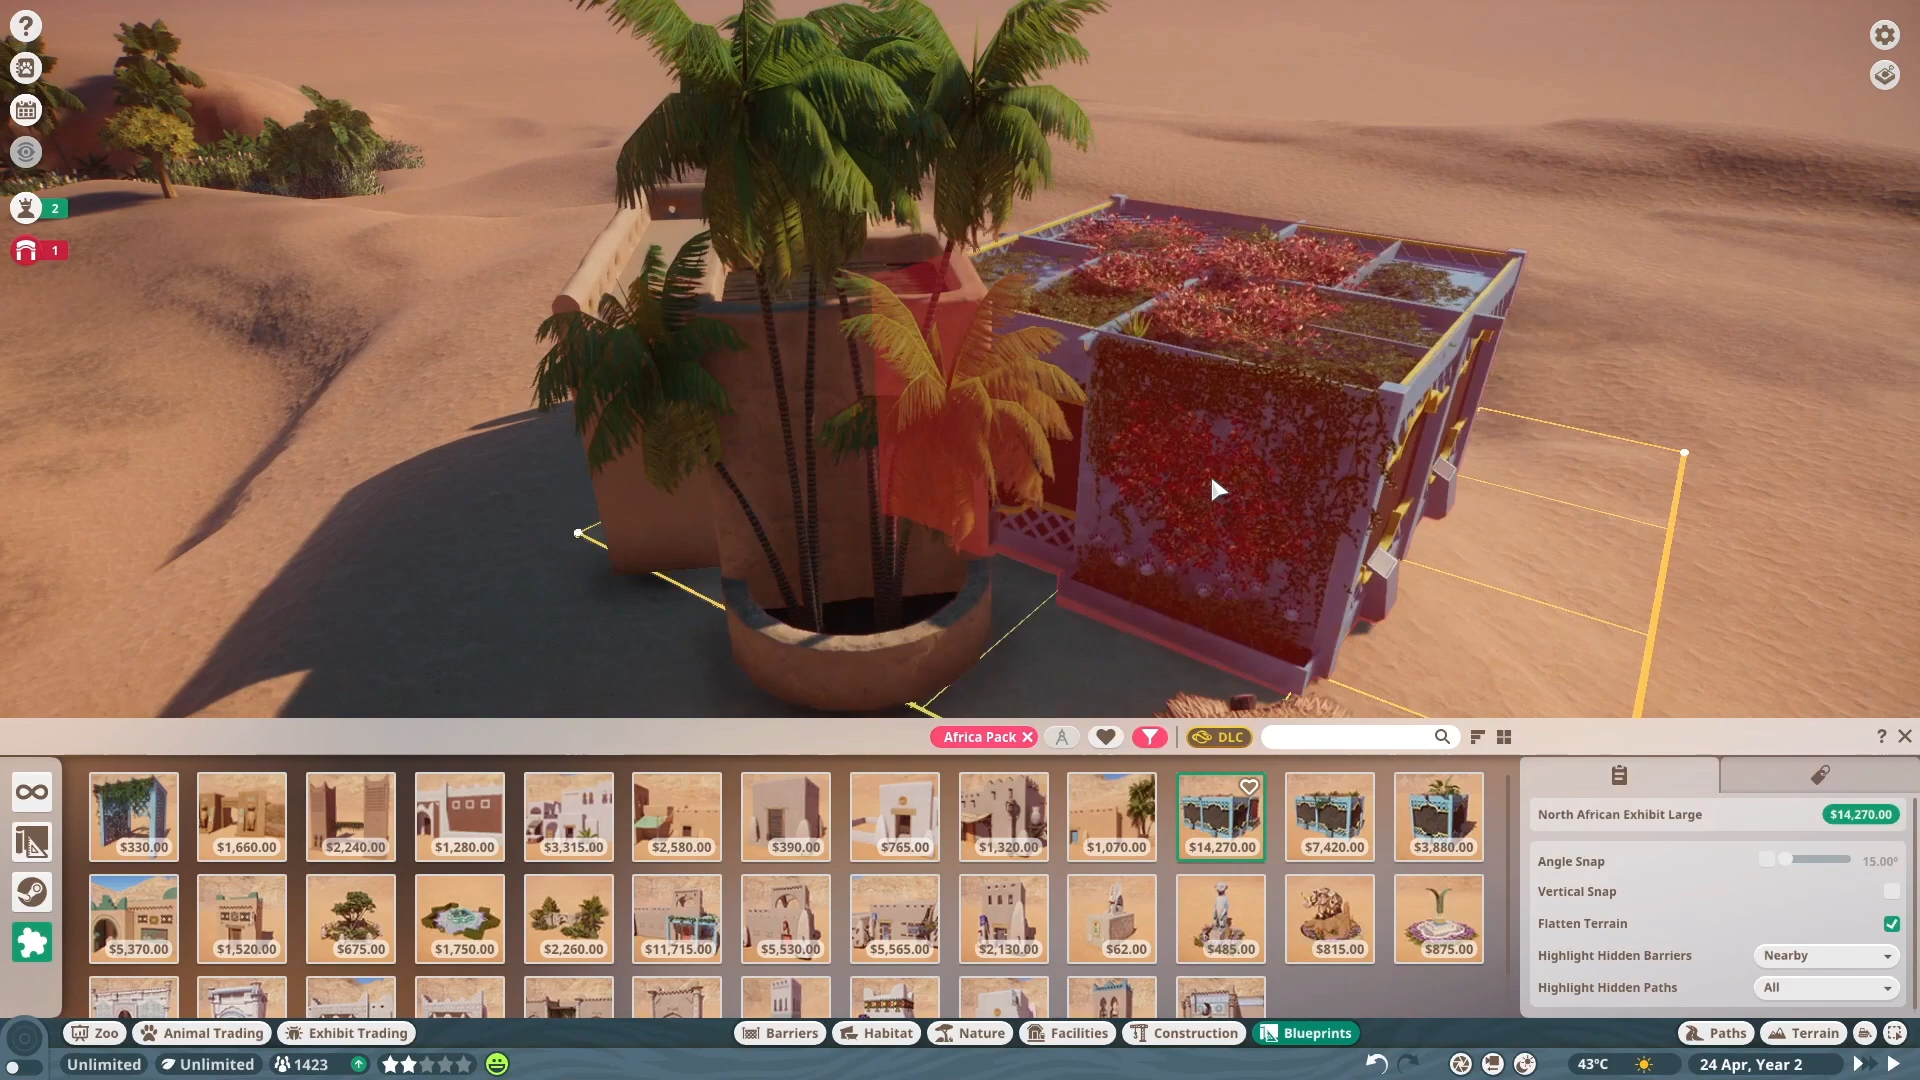 ?
2
1
Africa Pack
DLC
?
$330.00
$1,660.00
$2,240.00
$1,280.00
$3,315.00
$2,580.00
$390.00
$765.00
$1,320.00
$1,070.00
$14,270.00
$7,420.00
$3,880.00
$5,370.00
$1,520.00
$675.00
$1,750.00
$2,260.00
$11,715.00
$5,530.00
$5,565.00
$2,130.00
$62.00
$485.00
$815.00
$875.00
North African Exhibit Large
$14,270.00
Angle Snap
15.00°
Vertical Snap
Flatten Terrain
Highlight Hidden Barriers
Nearby
Highlight Hidden Paths
All
Zoo
Animal Trading
Exhibit Trading
Barriers
Habitat
Nature
Facilities
Construction
Blueprints
Paths
Terrain
Unlimited
Unlimited
1423
43°C
24 Apr, Year 2